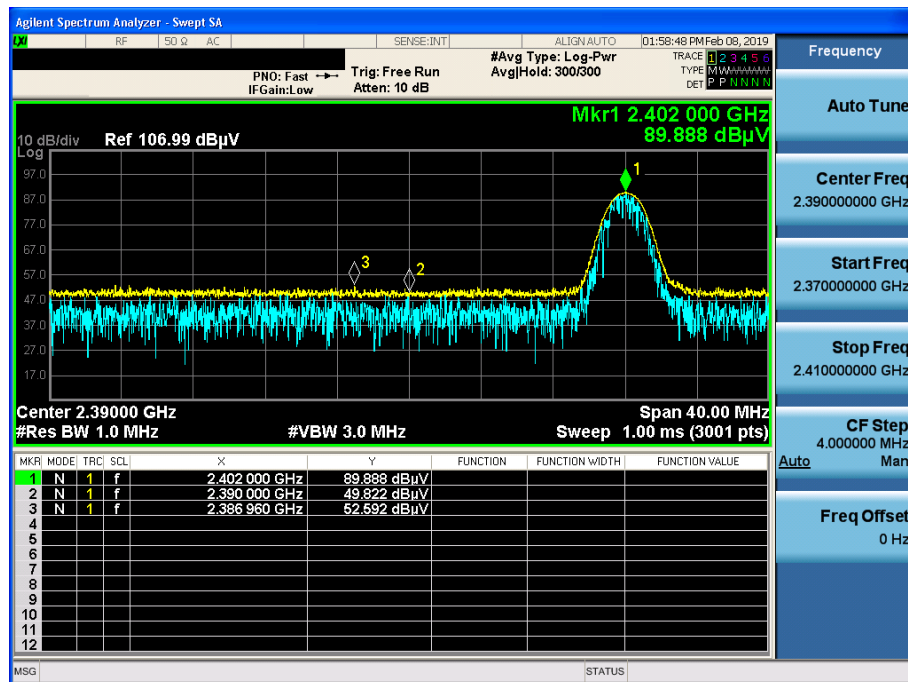 Agilent Spectrum Analyzer - Swept SA
LXI RF 50 Ω AC SENSE:INT ALIGN AUTO 01:58:48 PM Feb 08, 2019
PNO: Fast Trig: Free Run #Avg Type: Log-Pwr TRACE 1 2 3 4 5 6
IFGain:Low Atten: 10 dB Avg|Hold: 300/300 TYPE M WWWWW
DET P P N N N N
Mkr1 2.402 000 GHz
89.888 dBµV
10 dB/div Ref 106.99 dBµV
Log
97.0
87.0
77.0
67.0
57.0
47.0
37.0
27.0
17.0
1
3
2
Center 2.39000 GHz Span 40.00 MHz
#Res BW 1.0 MHz #VBW 3.0 MHz Sweep 1.00 ms (3001 pts)
MKR MODE TRC SCL X Y FUNCTION FUNCTION WIDTH FUNCTION VALUE
1 N 1 f 2.402 000 GHz 89.888 dBµV
2 N 1 f 2.390 000 GHz 49.822 dBµV
3 N 1 f 2.386 960 GHz 52.592 dBµV
4
5
6
7
8
9
10
11
12
MSG STATUS
Frequency
Auto Tune
Center Freq
2.390000000 GHz
Start Freq
2.370000000 GHz
Stop Freq
2.410000000 GHz
CF Step
4.000000 MHz
Auto Man
Freq Offset
0 Hz